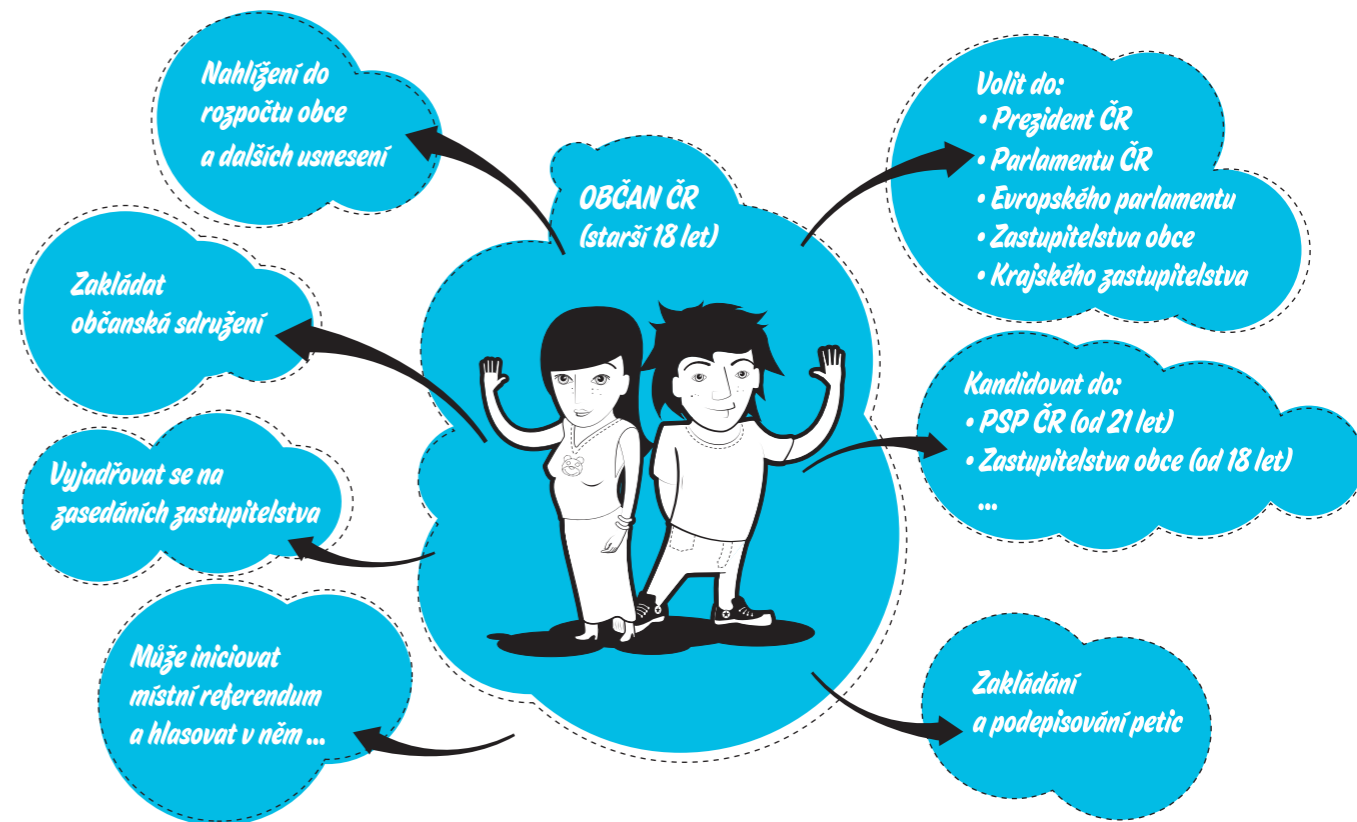 Nahlížení do
rozpočtu obce
a dalších usnesení
Zakládat
občanská sdružení
Vyjadřovat se na
zasedáních zastupitelstva
Může iniciovat
místní referendum
a hlasovat v něm ...
OBČAN ČR
(starší 18 let)
Volit do:
• Prezident ČR
• Parlamentu ČR
• Evropského parlamentu
• Zastupitelstva obce
• Krajského zastupitelstva
Kandidovat do:
• PSP ČR (od 21 let)
• Zastupitelstva obce (od 18 let)
...
Zakládání
a podepisování petic